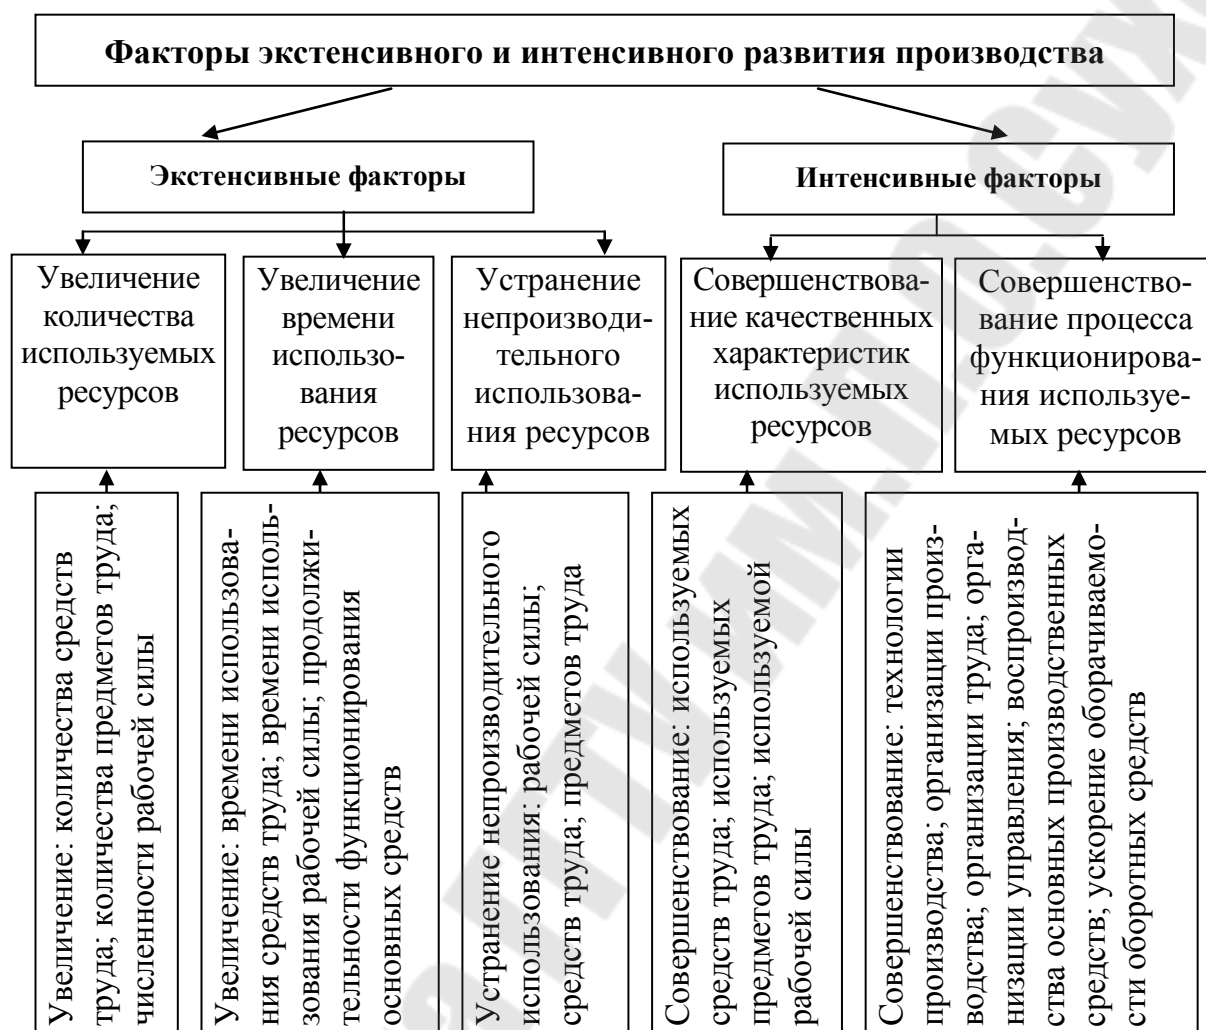 Факторы экстенсивного и интенсивного развития производства
Экстенсивные факторы
Интенсивные факторы
Увеличение
количества
используемых
ресурсов
Увеличение
времени
использо-
вания
ресурсов
Устранение
непроизводи-
тельного
использова-
ния ресурсов
Совершенствова-
ние качественных
характеристик
используемых
ресурсов
Совершенство-
вание процесса
функционирова-
ния используе-
мых ресурсов
Увеличение: количества средств
труда; количества предметов труда;
численности рабочей силы
Увеличение: времени использова-
ния средств труда; времени исполь-
зования рабочей силы; продолжи-
тельности функционирования
основных средств
Устранение непроизводительного
использования: рабочей силы;
средств труда; предметов труда
Совершенствование: используемых
средств труда; используемых
предметов труда; используемой
рабочей силы
Совершенствование: технологии
производства; организации произ-
водства; организации труда; орга-
низации управления; воспроизвод-
ства основных производственных
средств; ускорение оборачиваемо-
сти оборотных средств
им.П.О.Сухо